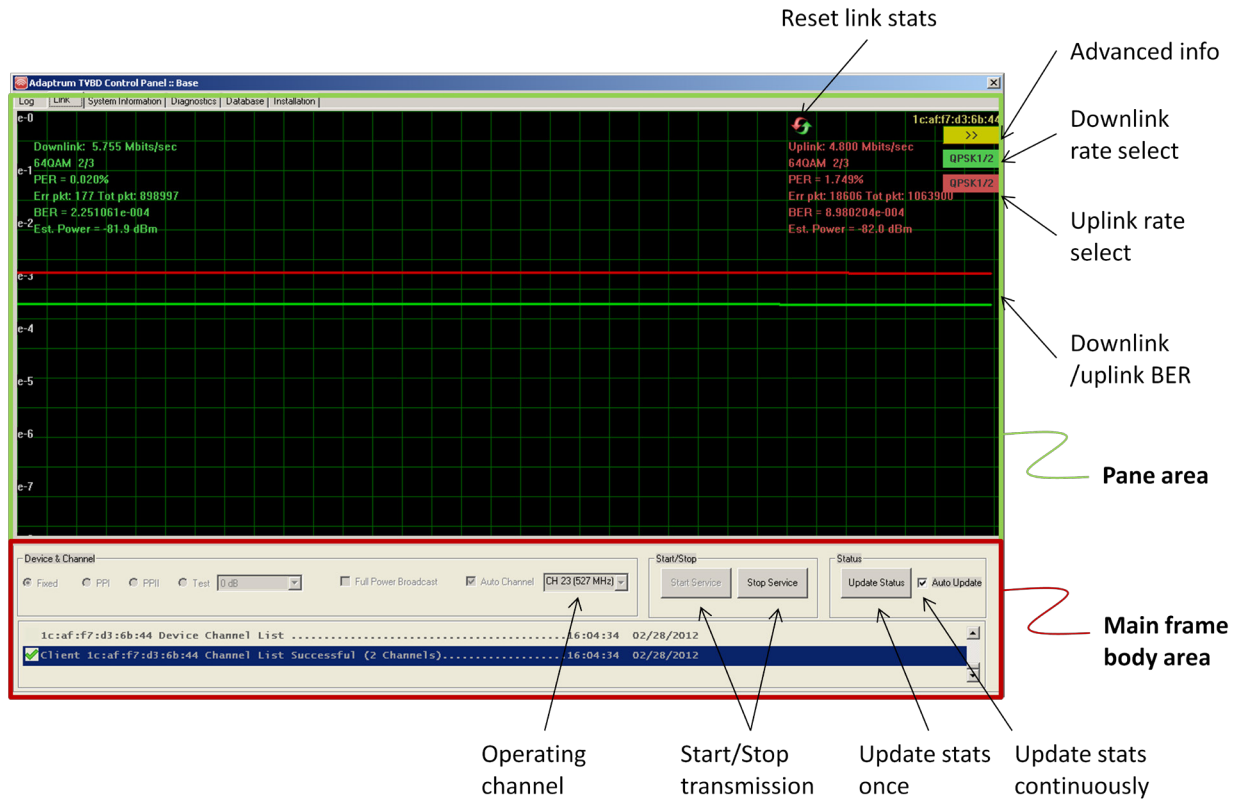 Reset link stats
Advanced info
Downlink
rate select
Uplink rate
select
Downlink
/uplink BER
Pane area
Main frame
body area
Adaptrum TVBD Control Panel :: Base
Log Link System Information Diagnostics Database Installation
e-0
1c:af:f7:d3:6b:44
>>
Downlink: 5.755 Mbits/sec
64QAM 2/3
PER = 0.020%
Err pkt: 177 Tot pkt: 898997
BER = 2.251061e-004
Est. Power = -81.9 dBm
Uplink: 4.800 Mbits/sec
64QAM 2/3
PER = 1.749%
Err pkt: 18606 Tot pkt: 1063900
BER = 8.980204e-004
Est. Power = -82.0 dBm
QPSK1/2
QPSK1/2
e-1
e-2
e-3
e-4
e-5
e-6
e-7
Device & Channel
Fixed PPI PPII Test 0 dB Full Power Broadcast Auto Channel CH 23 (527 MHz)
Start/Stop
Start Service Stop Service
Status
Update Status Auto Update
1c:af:f7:d3:6b:44 Device Channel List ........................................16:04:34 02/28/2012
Client 1c:af:f7:d3:6b:44 Channel List Successful (2 Channels)..................16:04:34 02/28/2012
Operating
channel
Start/Stop
transmission
Update stats
once
Update stats
continuously